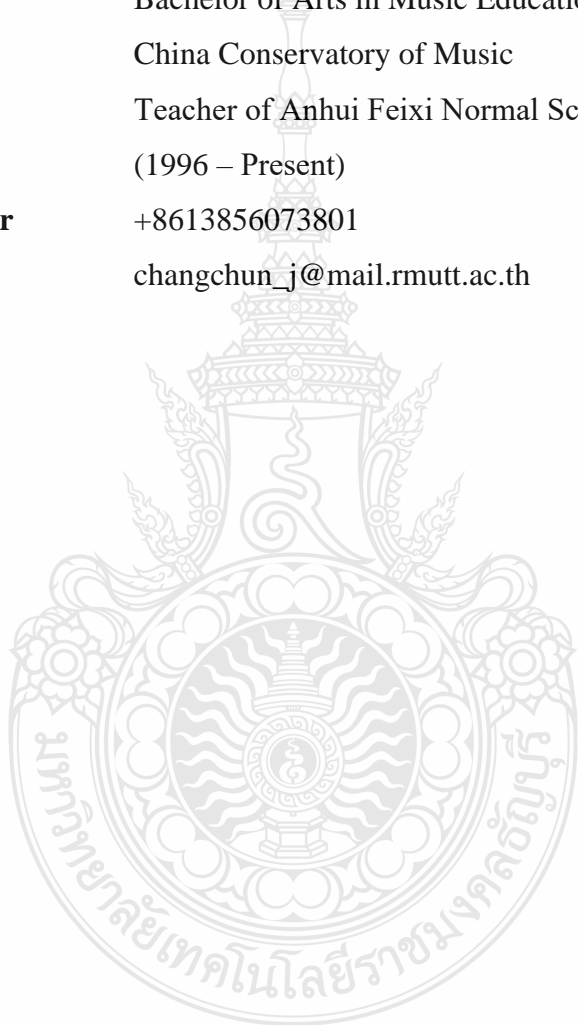 Bachelor of Arts in Music Educatio
China Conservatory of Music
Teacher of Anhui Feixi Normal Sc
(1996 – Present)
r +8613856073801
changchun_j@mail.rmutt.ac.th
มหาวิทยาลัยเทคโนโลยีราชมงคลธัญบุรี